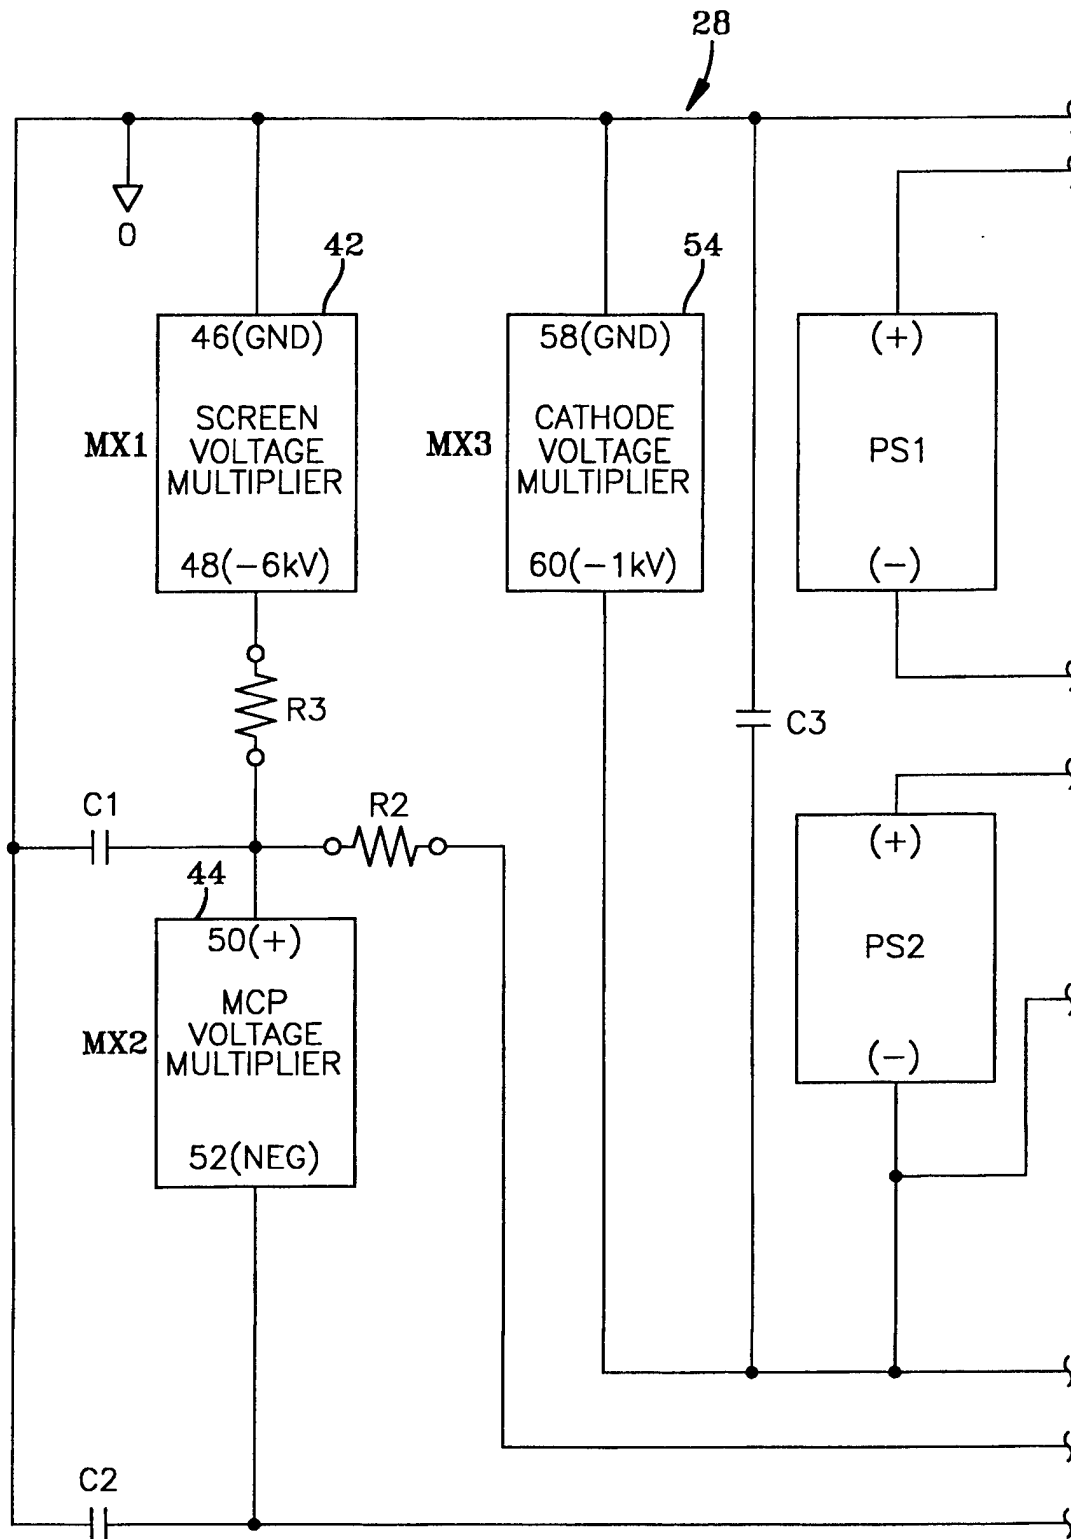 28
0
42
54
46(GND)
SCREEN
VOLTAGE
MULTIPLIER
48(-6kV)
MX1
58(GND)
CATHODE
VOLTAGE
MULTIPLIER
60(-1kV)
MX3
(+)
PS1
(-)
R3
C3
C1
R2
44
50(+)
MCP
VOLTAGE
MULTIPLIER
52(NEG)
MX2
(+)
PS2
(-)
C2